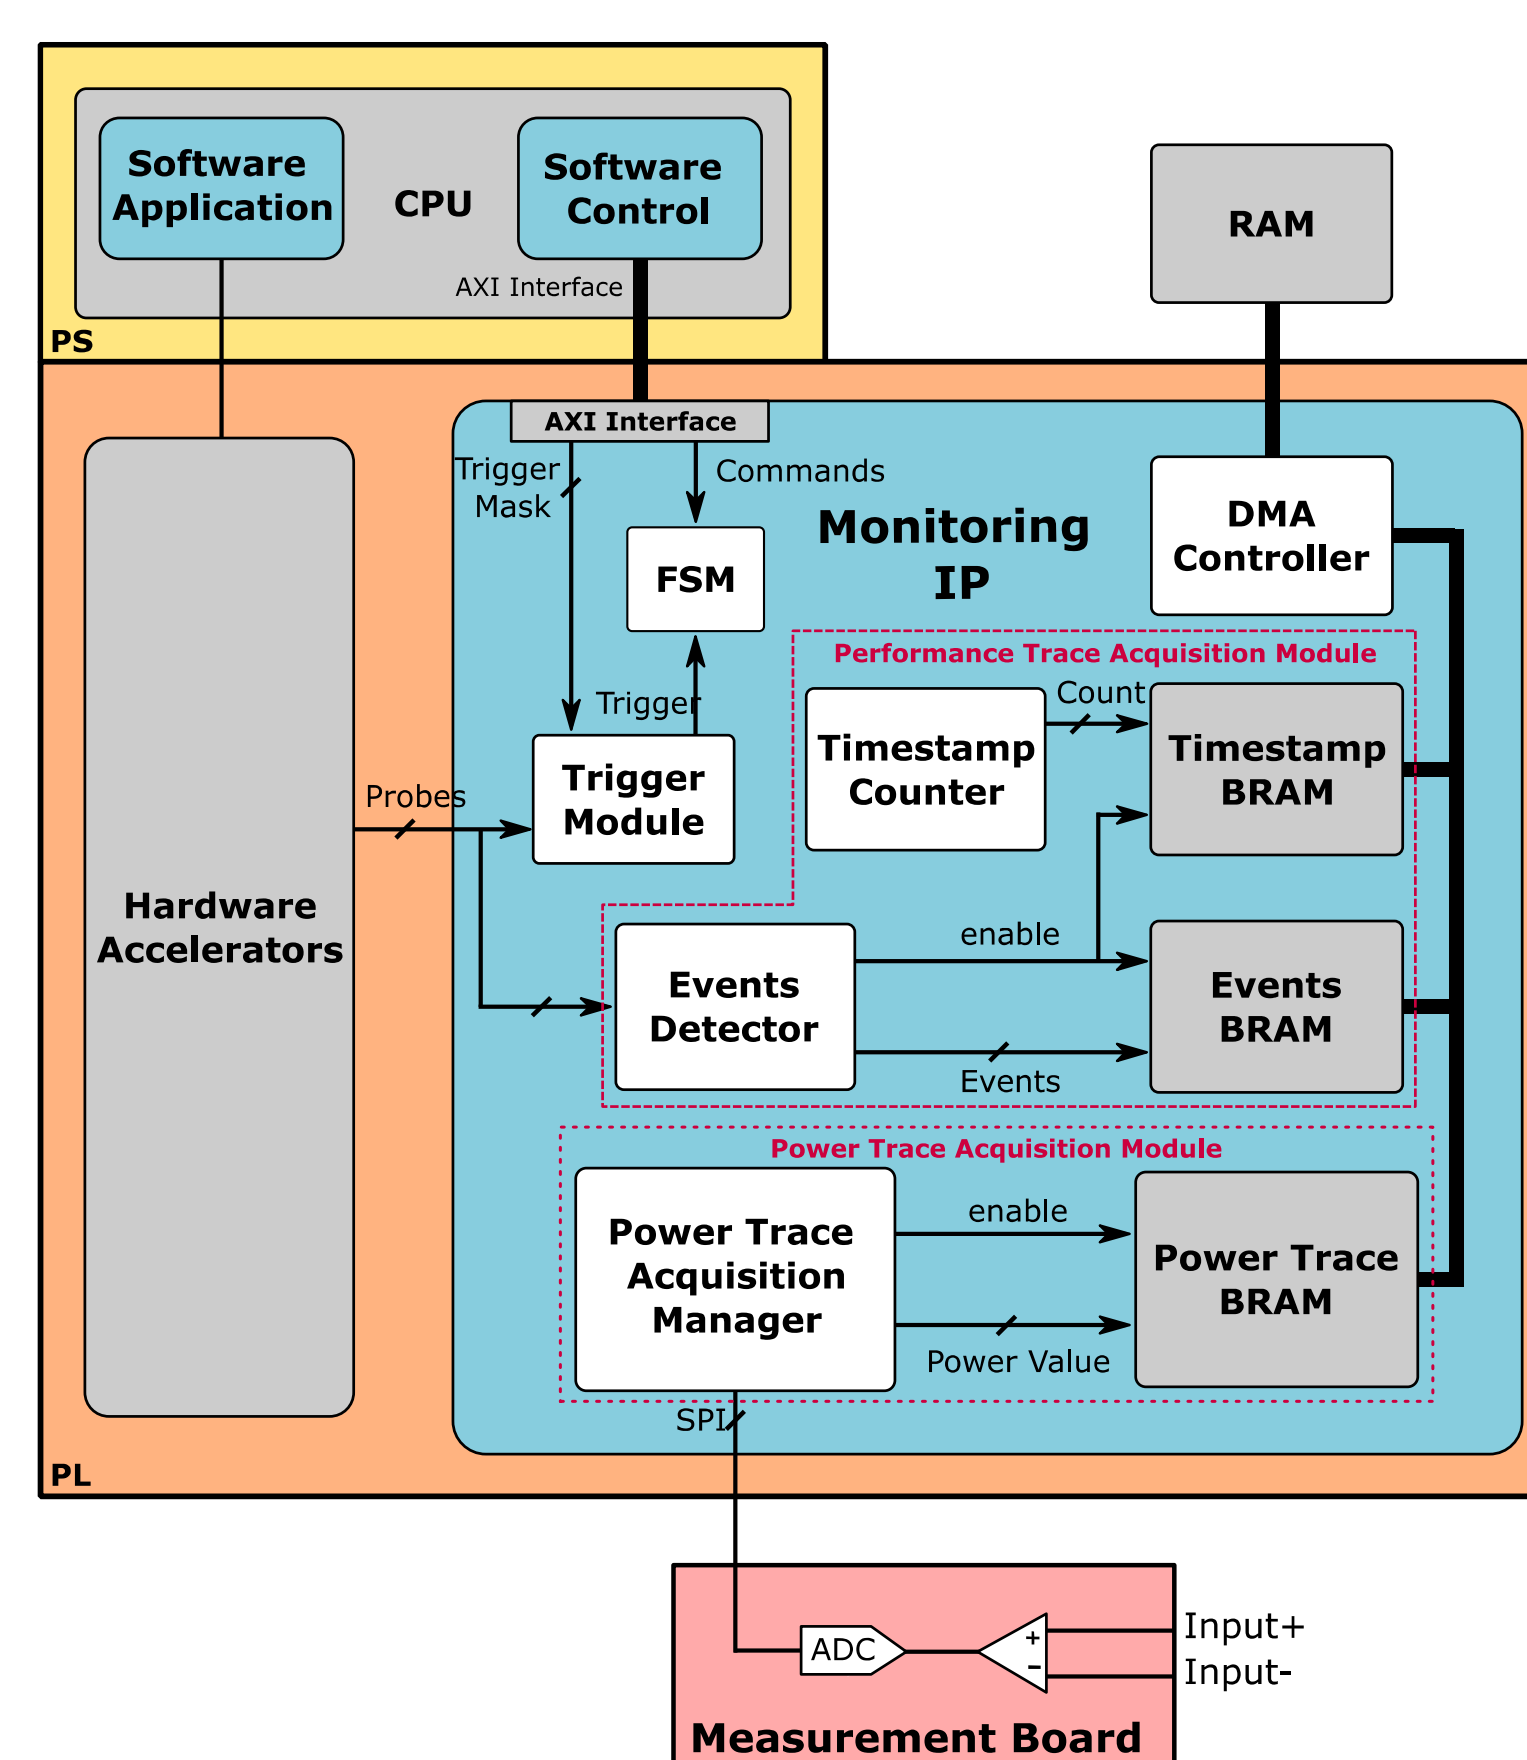 Software
Application
CPU
Software
Control
AXI Interface
PS
RAM
AXI Interface
Trigger
Mask
Commands
FSM
Monitoring
IP
DMA
Controller
Performance Trace Acquisition Module
Trigger
Count
Timestamp
Counter
Timestamp
BRAM
Trigger
Module
Probes
Hardware
Accelerators
enable
Events
Detector
Events
BRAM
Events
Power Trace Acquisition Module
Power Trace
Acquisition
Manager
enable
Power Trace
BRAM
Power Value
SPI
PL
ADC
+
-
Input+
Input-
Measurement Board